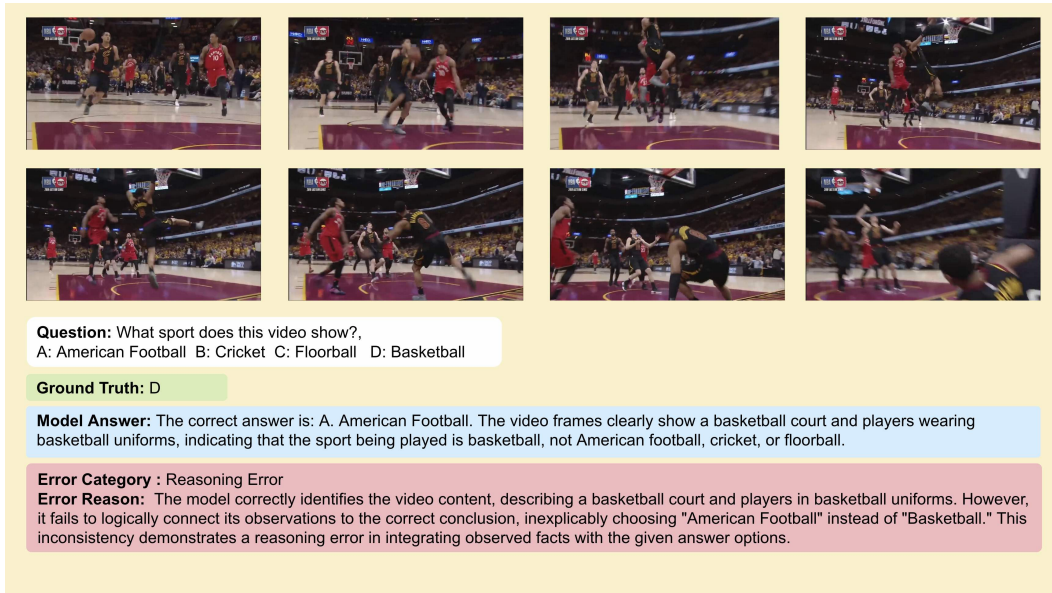 Question: What sport does this video show?,
A: American Football B: Cricket C: Floorball D: Basketball
Ground Truth: D
Model Answer: The correct answer is: A. American Football. The video frames clearly show a basketball court and players wearing
basketball uniforms, indicating that the sport being played is basketball, not American football, cricket, or floorball.
Error Category : Reasoning Error
Error Reason: The model correctly identifies the video content, describing a basketball court and players in basketball uniforms. However,
it fails to logically connect its observations to the correct conclusion, inexplicably choosing "American Football" instead of "Basketball." This
inconsistency demonstrates a reasoning error in integrating observed facts with the given answer options.